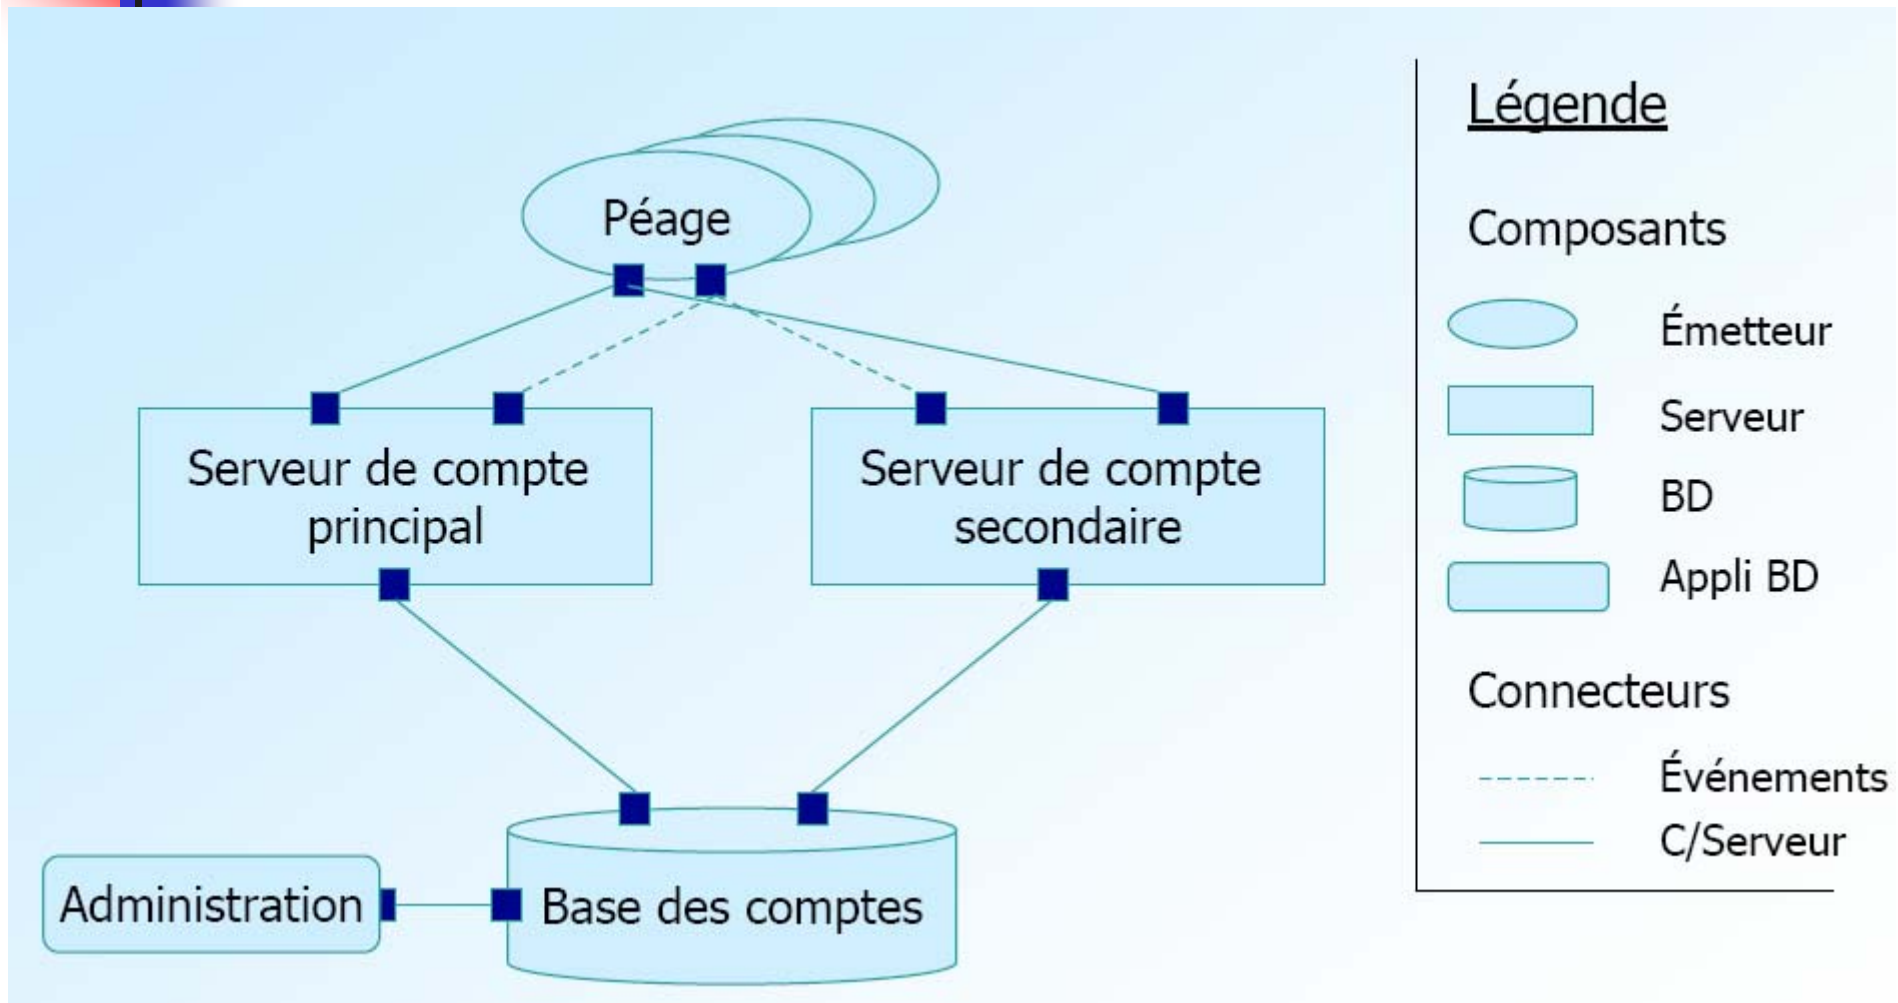 Péage
Serveur de compte
principal
Serveur de compte
secondaire
Administration
Base des comptes
Légende
Composants
Émetteur
Serveur
BD
Appli BD
Connecteurs
Événements
C/Serveur